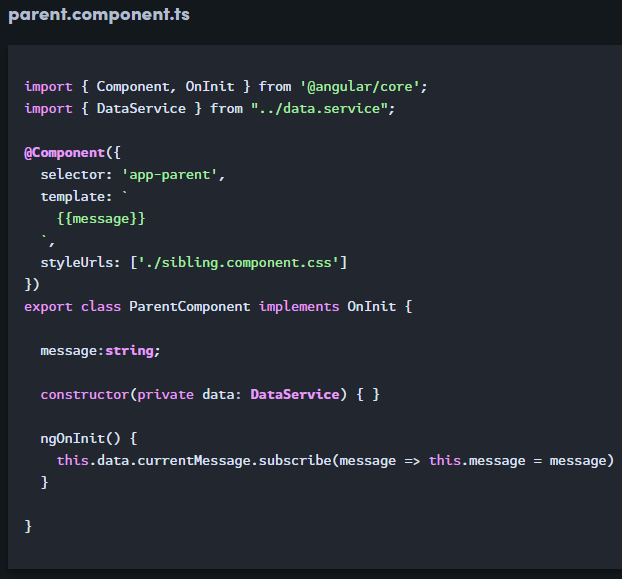 parent.component.ts
import { Component, OnInit } from '@angular/core';
import { DataService } from "../data.service";
@Component({
  selector: 'app-parent',
  template: `
    {{message}}
  `,
  styleUrls: ['./sibling.component.css']
})
export class ParentComponent implements OnInit {
  message:string;
  constructor(private data: DataService) { }
  ngOnInit() {
    this.data.currentMessage.subscribe(message => this.message = message)
  }
}